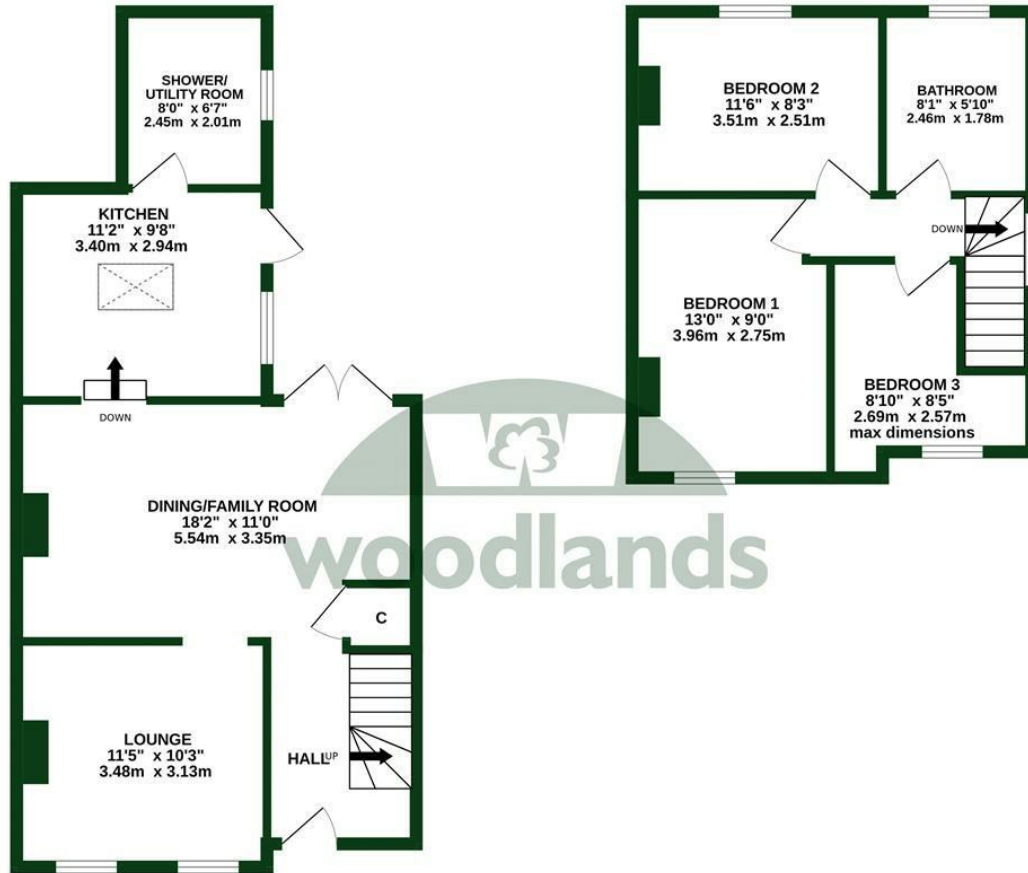 SHOWER/
UTILITY ROOM
8'0" x 6'7"
2.45m x 2.01m
KITCHEN
11'2" x 9'8"
3.40m x 2.94m
DOWN
DINING/FAMILY ROOM
18'2" x 11'0"
5.54m x 3.35m
C
LOUNGE
11'5" x 10'3"
3.48m x 3.13m
HALL
UP
BEDROOM 2
11'6" x 8'3"
3.51m x 2.51m
BATHROOM
8'1" x 5'10"
2.46m x 1.78m
DOWN
BEDROOM 1
13'0" x 9'0"
3.96m x 2.75m
BEDROOM 3
8'10" x 8'5"
2.69m x 2.57m
max dimensions
woodlands